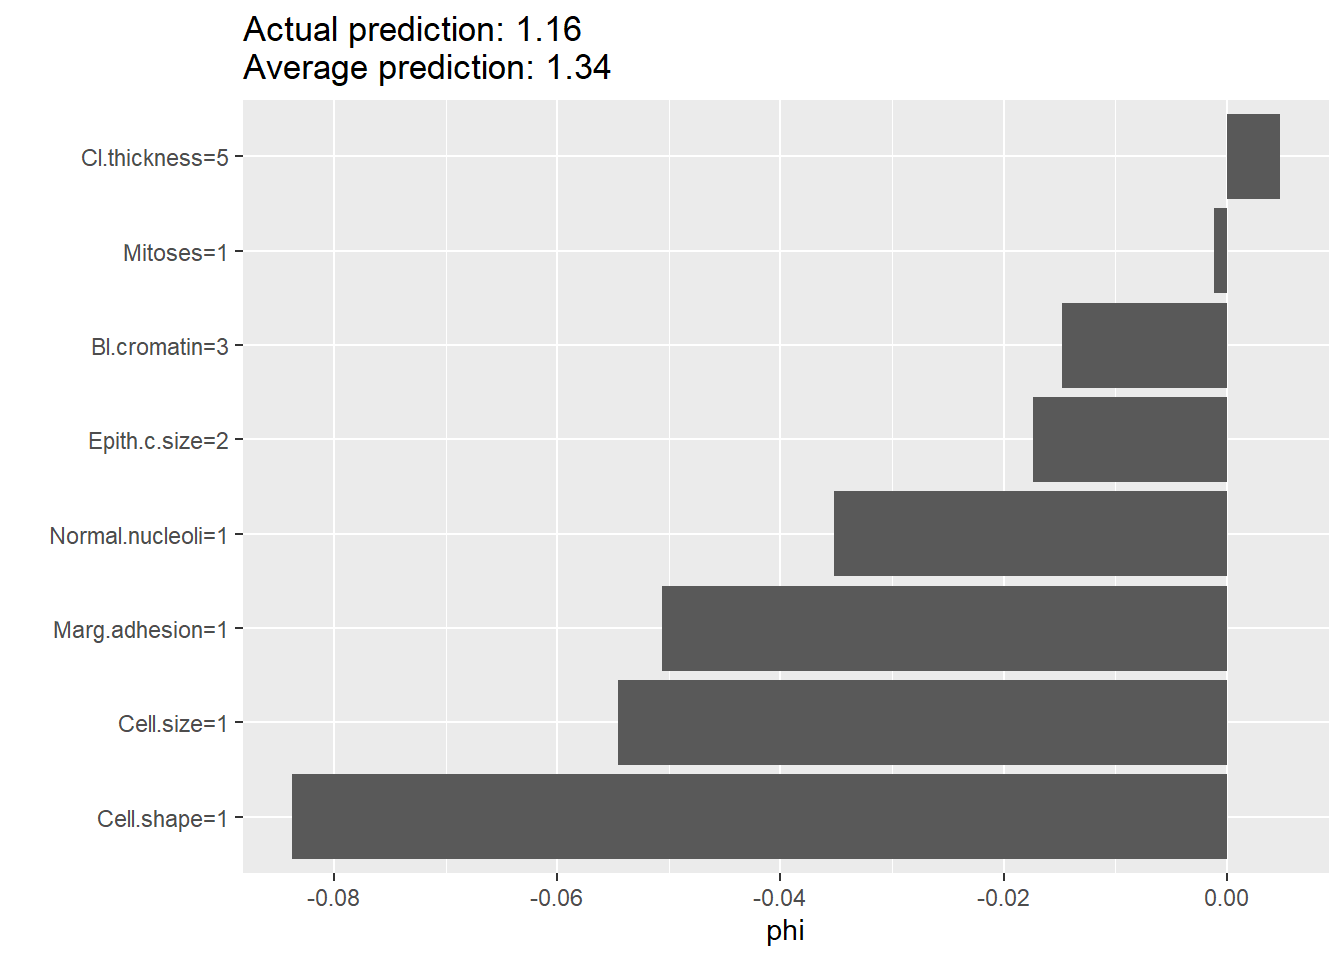 Actual prediction: 1.16
Average prediction: 1.34
Cl.thickness=5
Mitoses=1
Bl.cromatin=3
Epith.c.size=2
Normal.nucleoli=1
Marg.adhesion=1
Cell.size=1
Cell.shape=1
-0.08 -0.06 -0.04 -0.02 0.00
phi